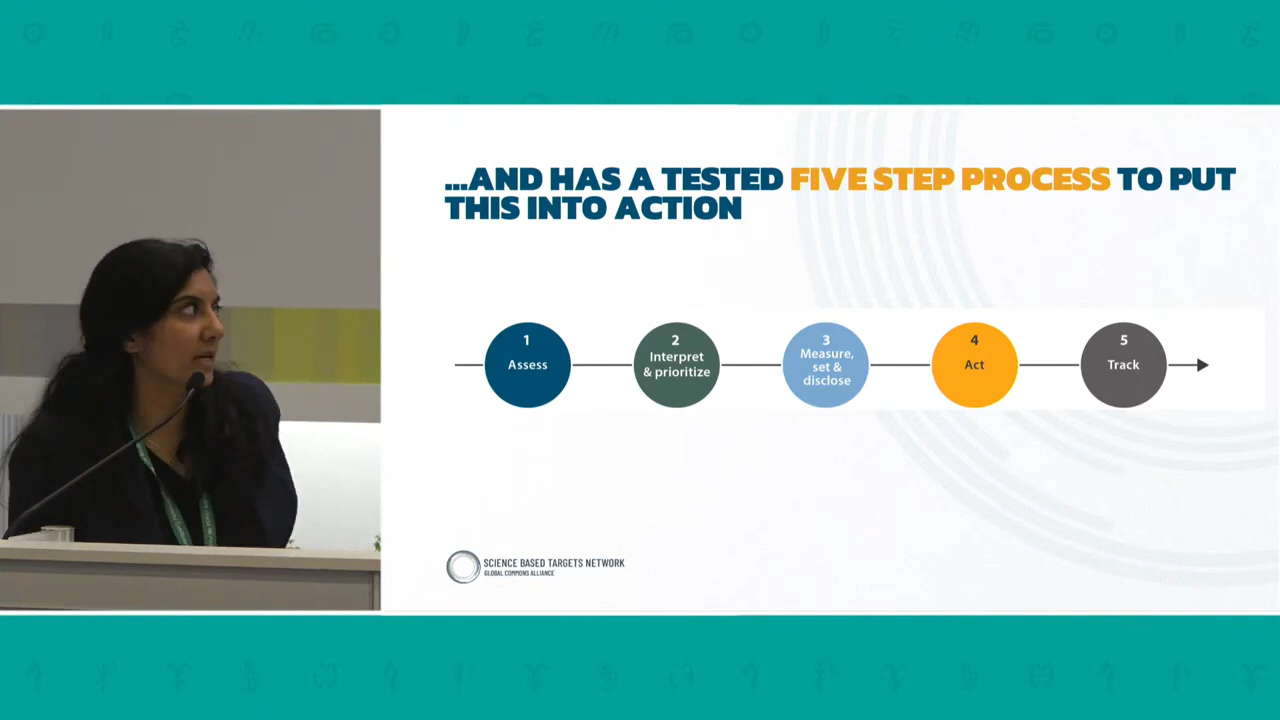 ...AND HAS A TESTED FIVE STEP PROCESS TO PUT
THIS INTO ACTION
1
Assess
2
Interpret
& prioritize
3
Measure,
set &
disclose
4
Act
5
Track
SCIENCE BASED TARGETS NETWORK
GLOBAL COMMONS ALLIANCE